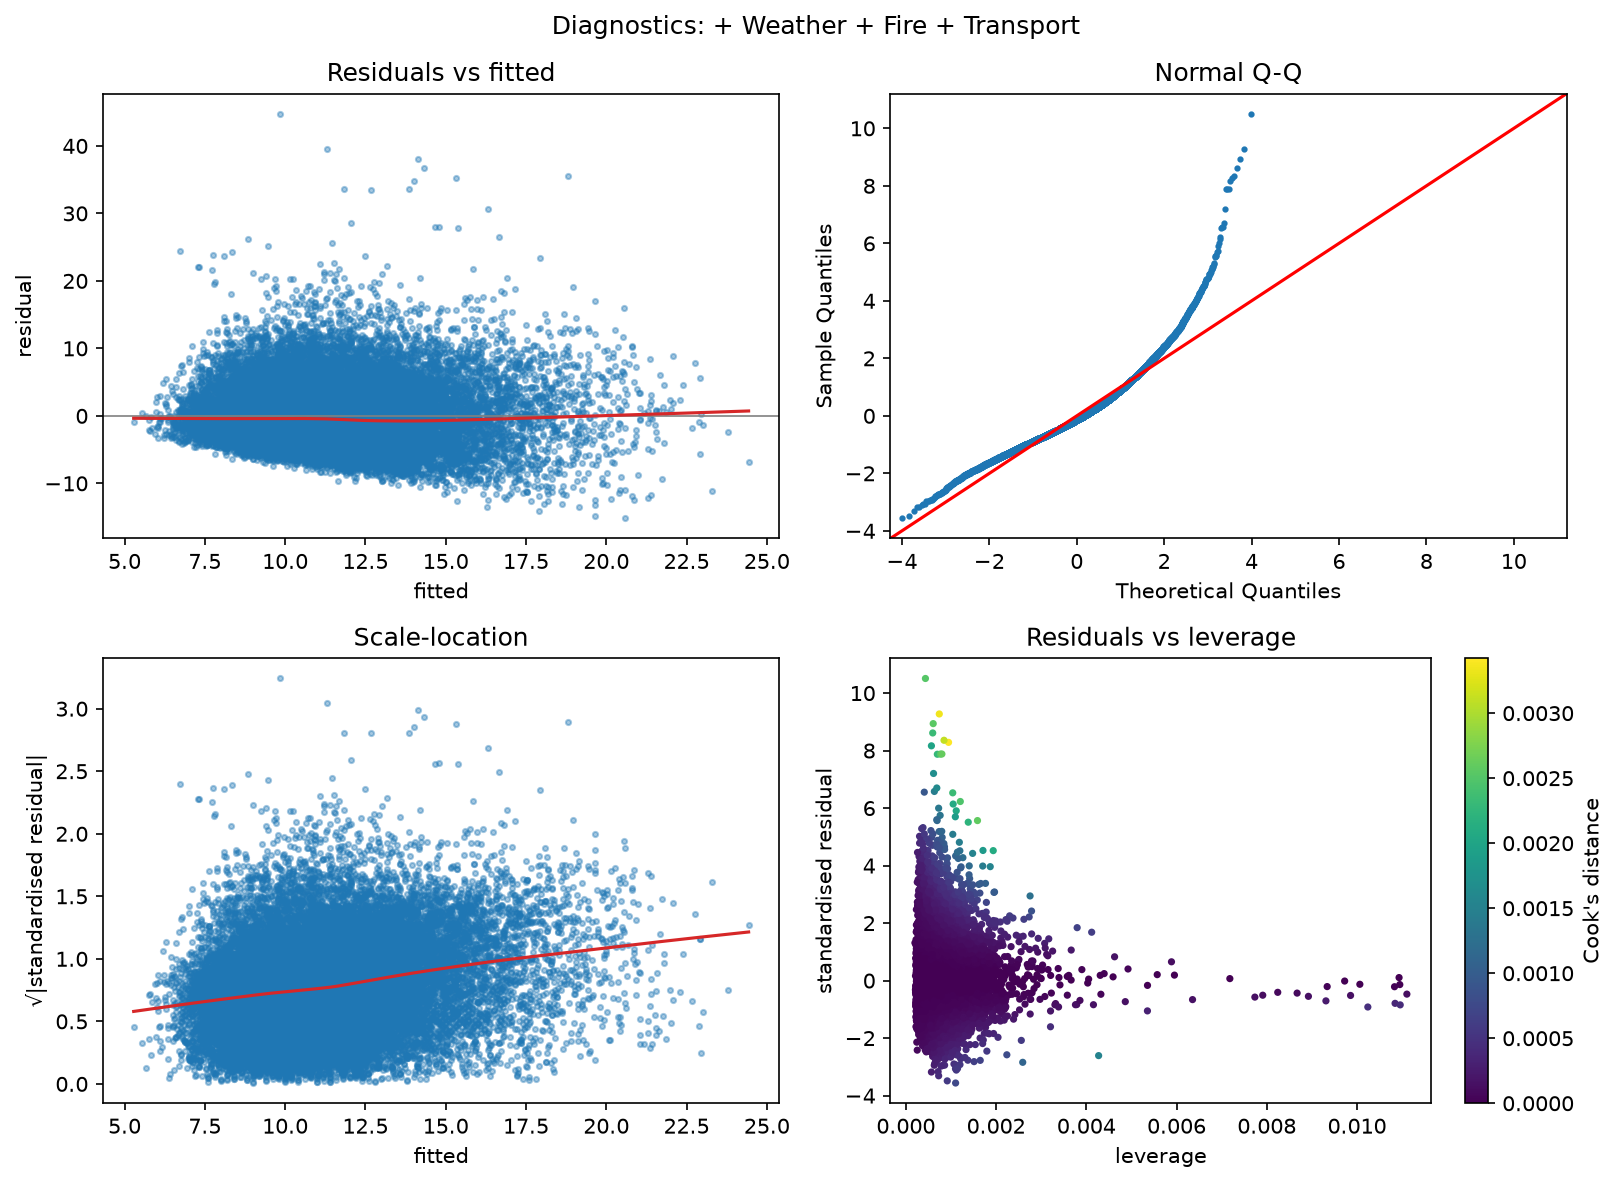 Diagnostics: + Weather + Fire + Transport
Residuals vs fitted
residual
40
30
20
10
0
−10
5.0 7.5 10.0 12.5 15.0 17.5 20.0 22.5 25.0
fitted
Normal Q-Q
Sample Quantiles
10
8
6
4
2
0
−2
−4
−4 −2 0 2 4 6 8 10
Theoretical Quantiles
Scale-location
√|standardised residual|
3.0
2.5
2.0
1.5
1.0
0.5
0.0
5.0 7.5 10.0 12.5 15.0 17.5 20.0 22.5 25.0
fitted
Residuals vs leverage
standardised residual
10
8
6
4
2
0
−2
−4
0.000 0.002 0.004 0.006 0.008 0.010
leverage
0.0030
0.0025
0.0020
0.0015
0.0010
0.0005
0.0000
Cook's distance